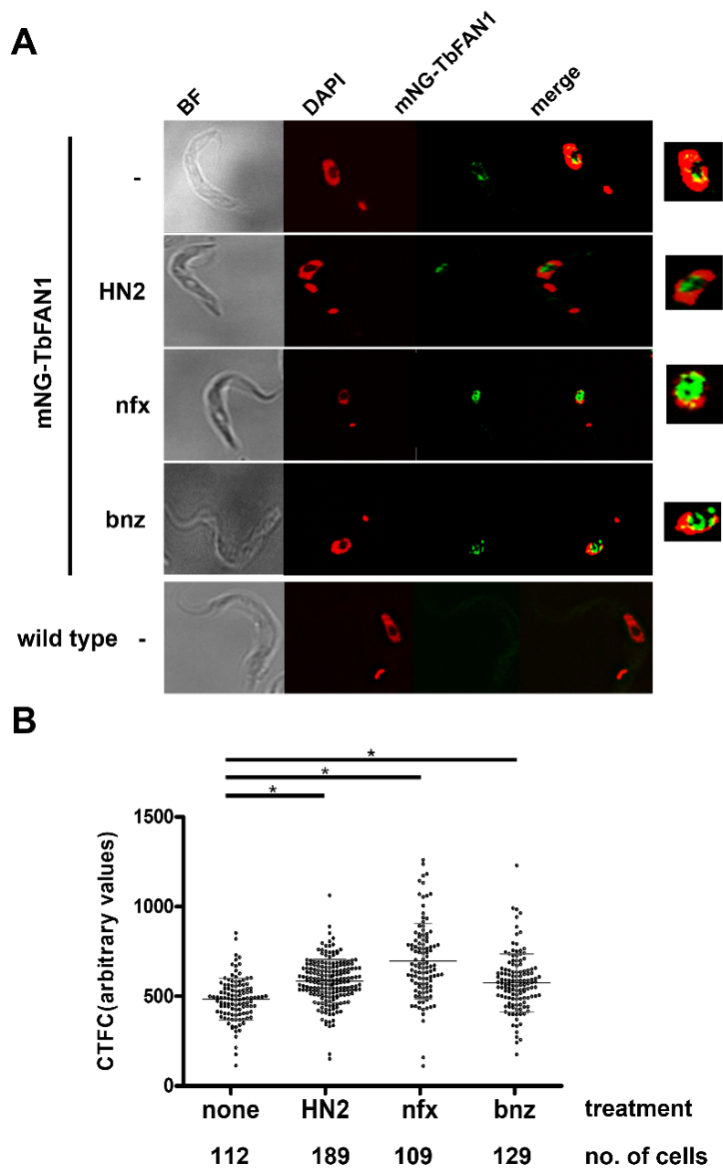 A
BF DAPI mNG-TbFAN1 merge
mNG-TbFAN1
-
HN2
nfx
bnz
wild type -
B
*
*
*
CTFC(arbitrary values)
1500
1000
500
0
none HN2 nfx bnz treatment
112 189 109 129 no. of cells